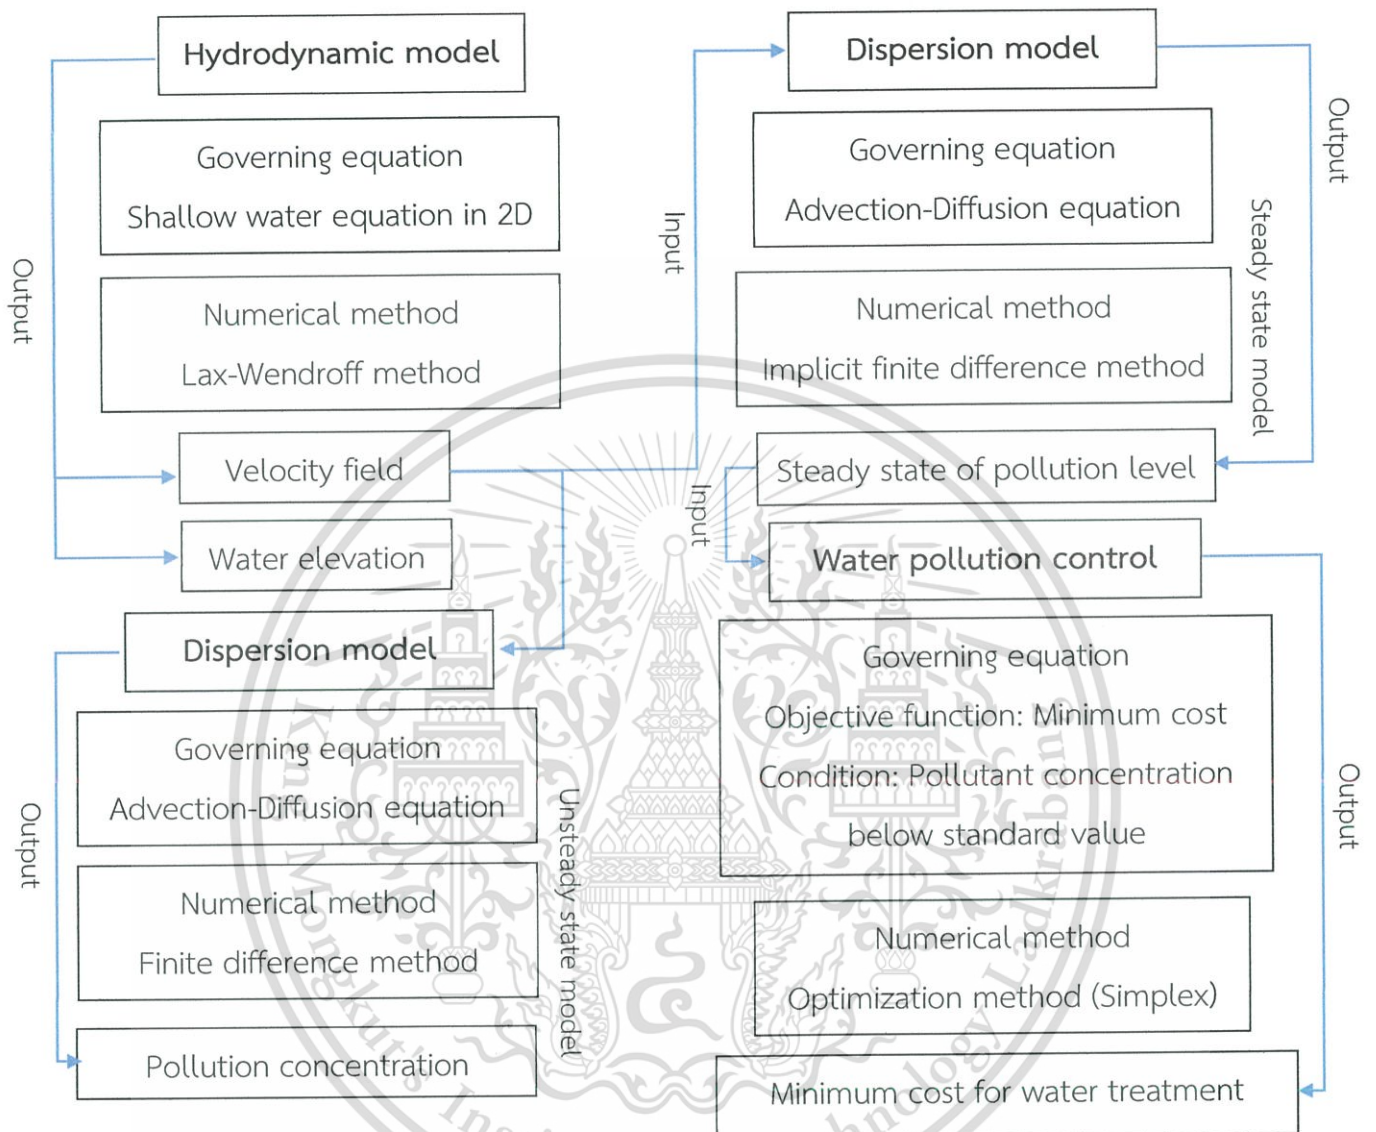 Hydrodynamic model
Governing equation
Shallow water equation in 2D
Numerical method
Lax-Wendroff method
Output
Velocity field
Water elevation
Dispersion model
Governing equation
Advection-Diffusion equation
Numerical method
Finite difference method
Output
Unsteady state model
Pollution concentration
Input
Dispersion model
Governing equation
Advection-Diffusion equation
Numerical method
Implicit finite difference method
Output
Steady state model
Steady state of pollution level
Input
Water pollution control
Governing equation
Objective function: Minimum cost
Condition: Pollutant concentration
below standard value
Numerical method
Optimization method (Simplex)
Output
Minimum cost for water treatment
King Mongkut's Technology Ladkrabang